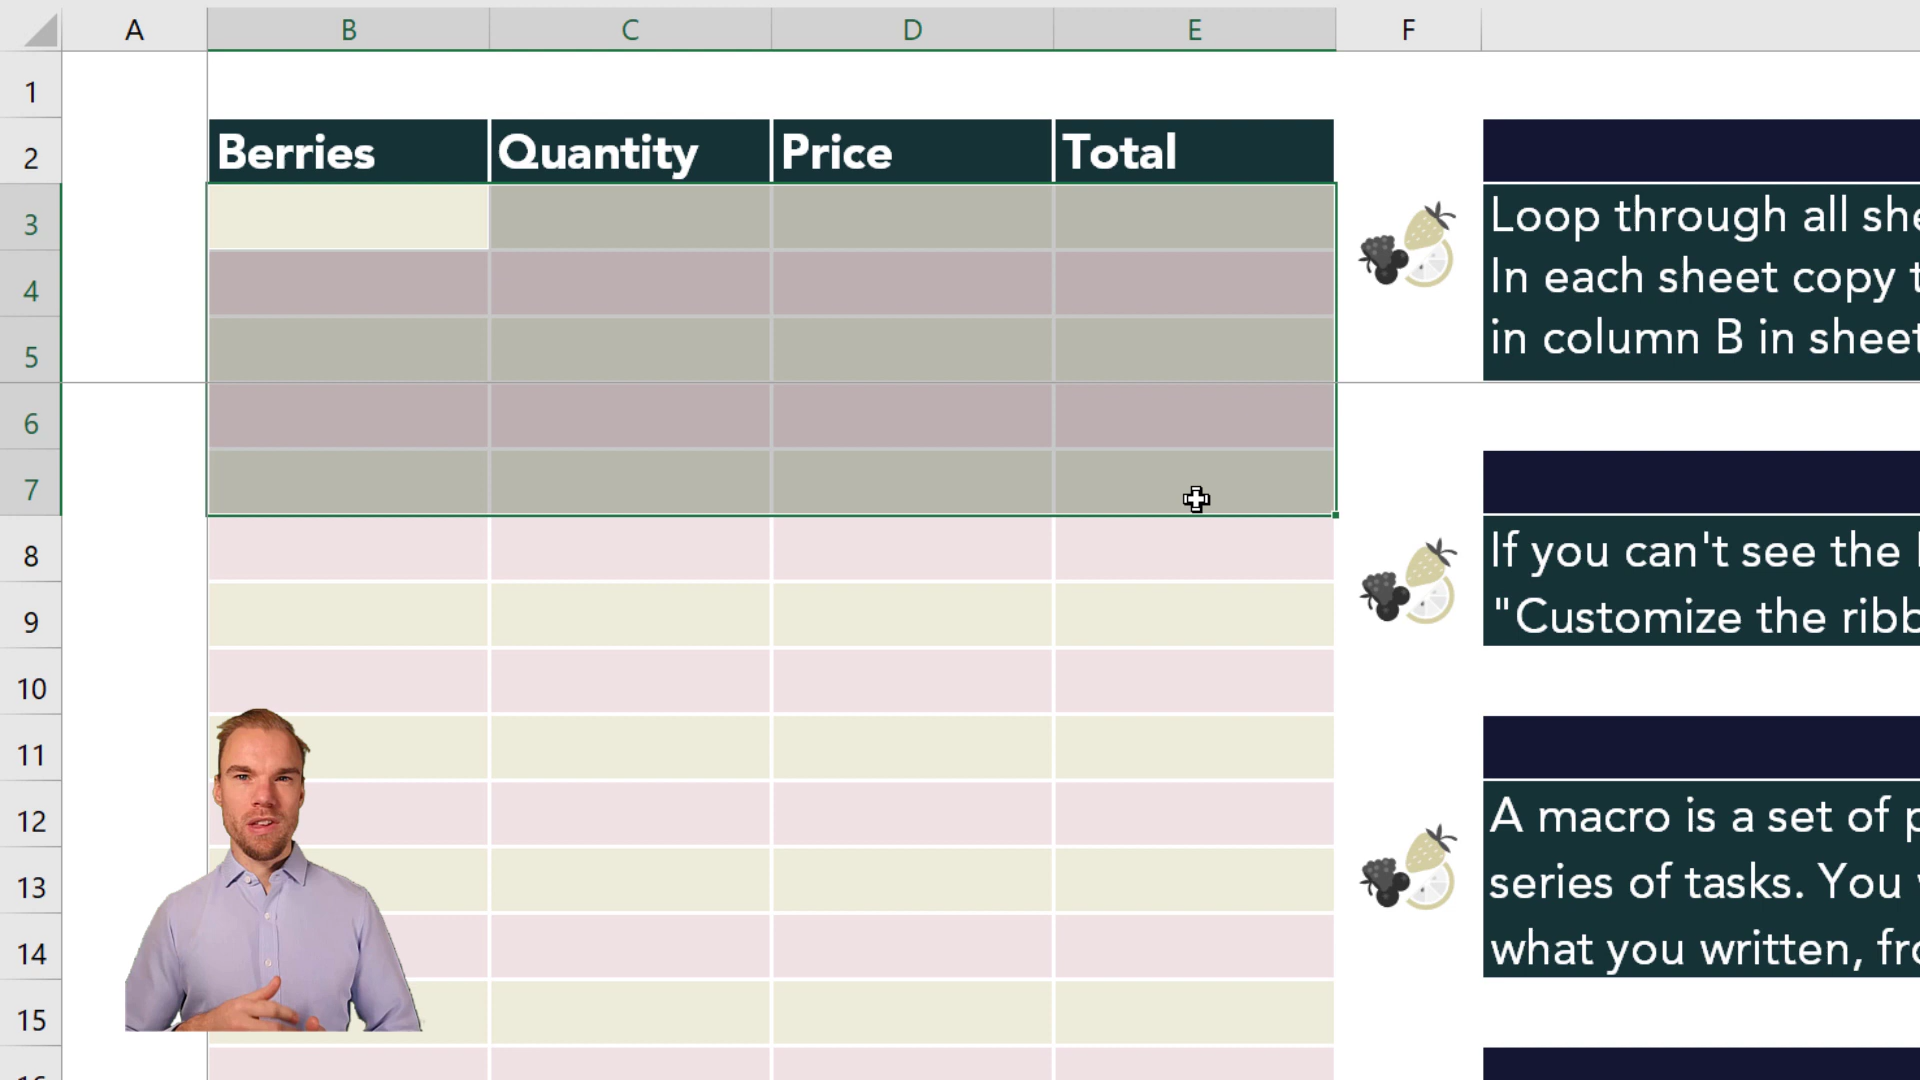 A B C D E F
1
2 Berries Quantity Price Total
3 Loop through all she
4 In each sheet copy t
5 in column B in sheet
6
7
8 If you can't see the
9 "Customize the ribb
10
11
12 A macro is a set of p
13 series of tasks. You
14 what you written, fro
15